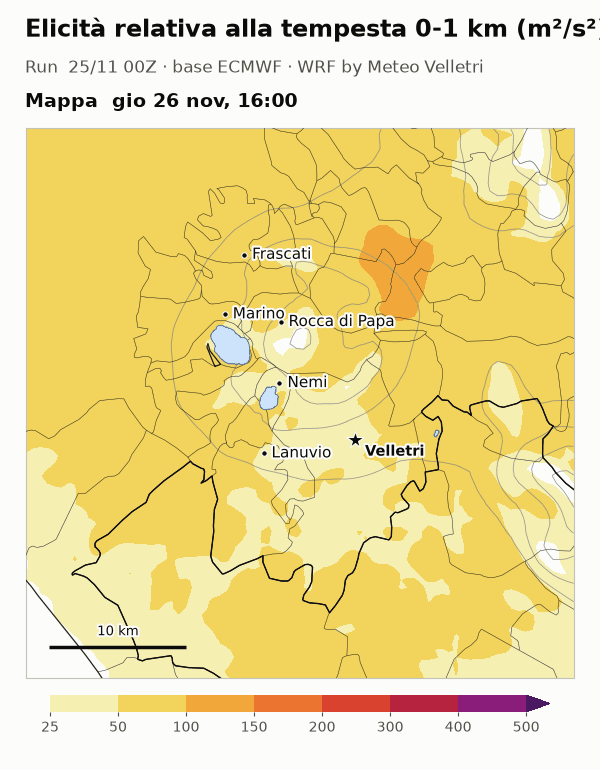 Elicità relativa alla tempesta 0-1 km (m²/s²)
Run 25/11 00Z · base ECMWF · WRF by Meteo Velletri
Mappa gio 26 nov, 16:00
Frascati
Marino
Rocca di Papa
Nemi
Velletri
Lanuvio
10 km
25 50 100 150 200 300 400 500